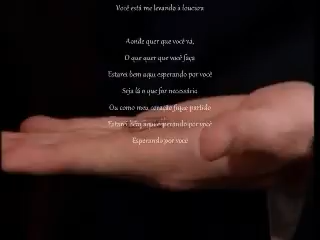 Você está me levando à loucura
Aonde quer que você vá,
O que quer que você faça
Estarei bem aqui esperando por você
Seja lá o que for necessário
Ou como meu coração fique partido
Estarei bem aqui esperando por você
Esperando por você